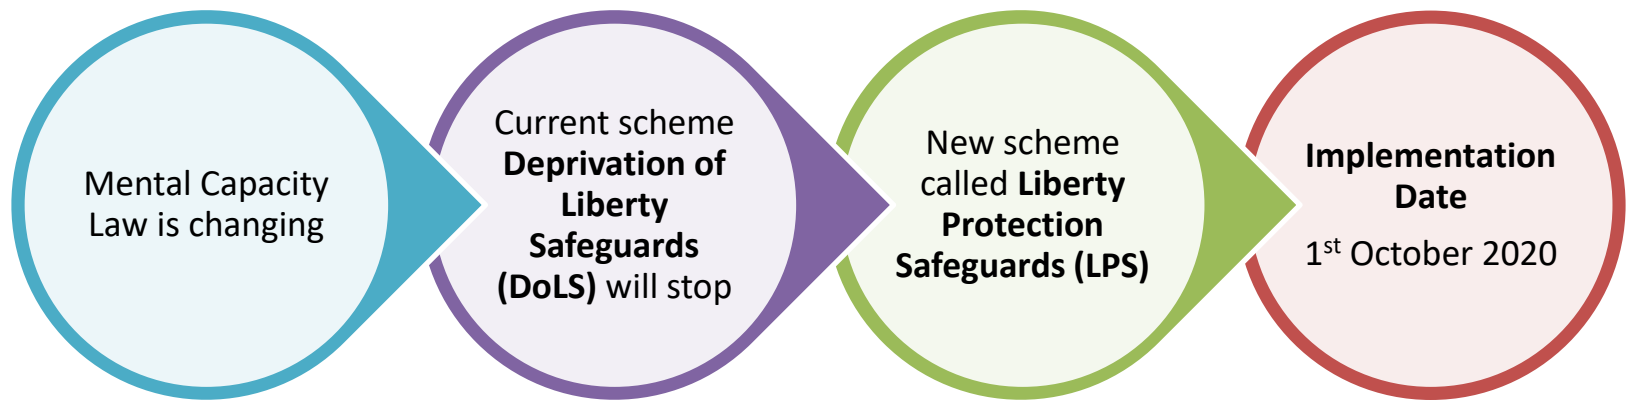 Mental Capacity
Law is changing
Current scheme
Deprivation of
Liberty
Safeguards
(DoLS) will stop
New scheme
called Liberty
Protection
Safeguards (LPS)
Implementation
Date
1st October 2020